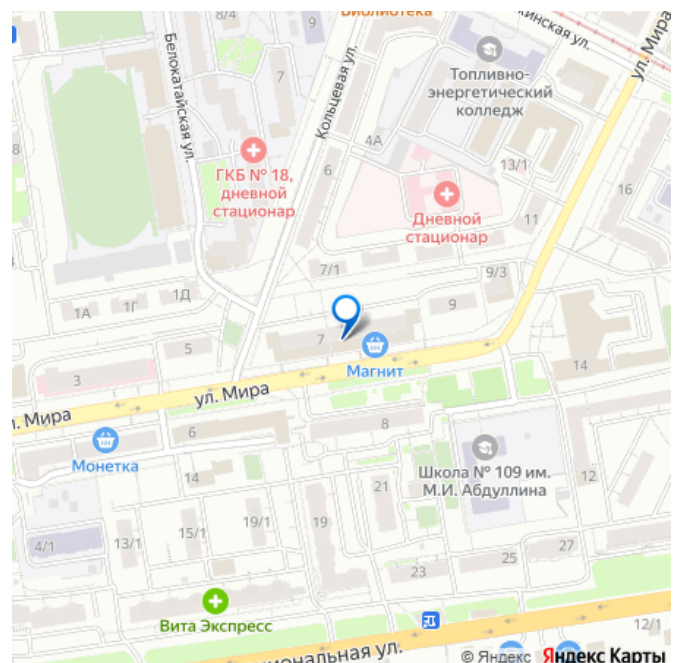 Библиотека
9
нская ул.
ул. Мира
Белокатайская ул.
7
Кольцевая ул.
Топливно-
энергетический
колледж
4А
8
ГКБ № 18,
дневной
стационар
6
13/1
16
Дневной
стационар
11
7/1
9/3
1А
1Г
1Д
9
7
5
Магнит
14
3
ул. Мира
л. Мира
6
8
Монетка
14
Школа № 109 им.
М.И. Абдуллина
12
21
19/1
19
15/1
13/1
4/1
27
25
23
Вита Экспресс
12/1
иональная ул.
© Яндекс Яндекс Карты